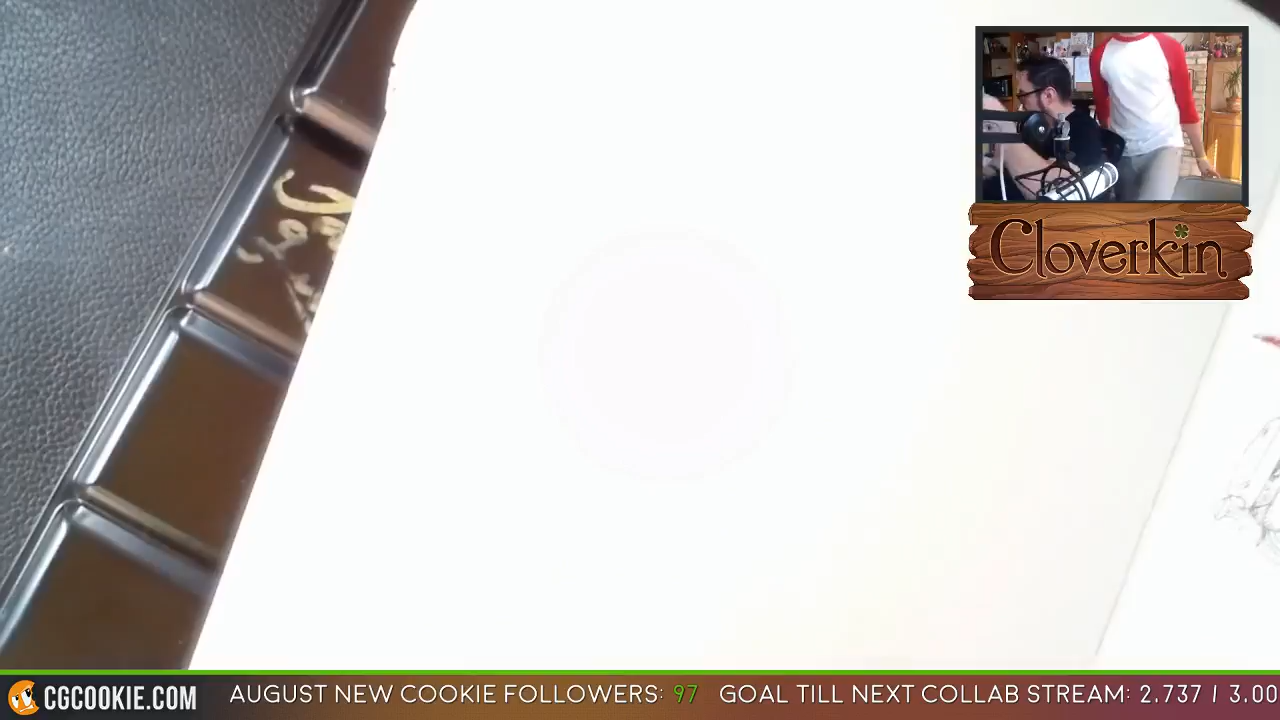 Cloverkin
CGCOOKIE.COM AUGUST NEW COOKIE FOLLOWERS: 97 GOAL TILL NEXT COLLAB STREAM: 2.737 / 3.00